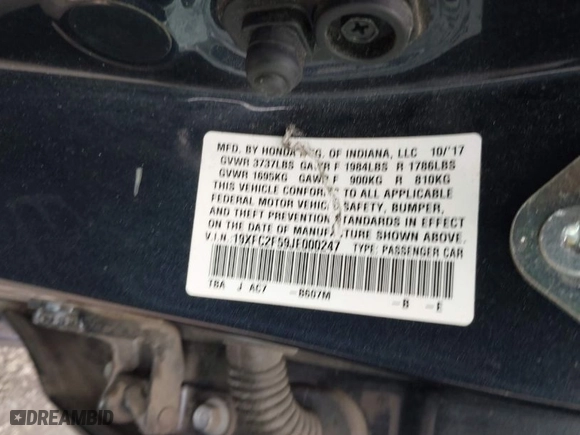 MFD. BY HONDA MFG. OF INDIANA, LLC 10/'17
GVWR 3737LBS GAWR F 1984LBS R 1786LBS
GVWR 1695KG GAWR F 900KG R 810KG
THIS VEHICLE CONFORMS TO ALL APPLICABLE
FEDERAL MOTOR VEHICLE SAFETY, BUMPER,
AND THEFT PREVENTION STANDARDS IN EFFECT
ON THE DATE OF MANUFACTURE SHOWN ABOVE.
V.I.N. 19XFC2F59JE000247 TYPE: PASSENGER CAR
TBA J AC7 -B607M -B -E
DREAMBID